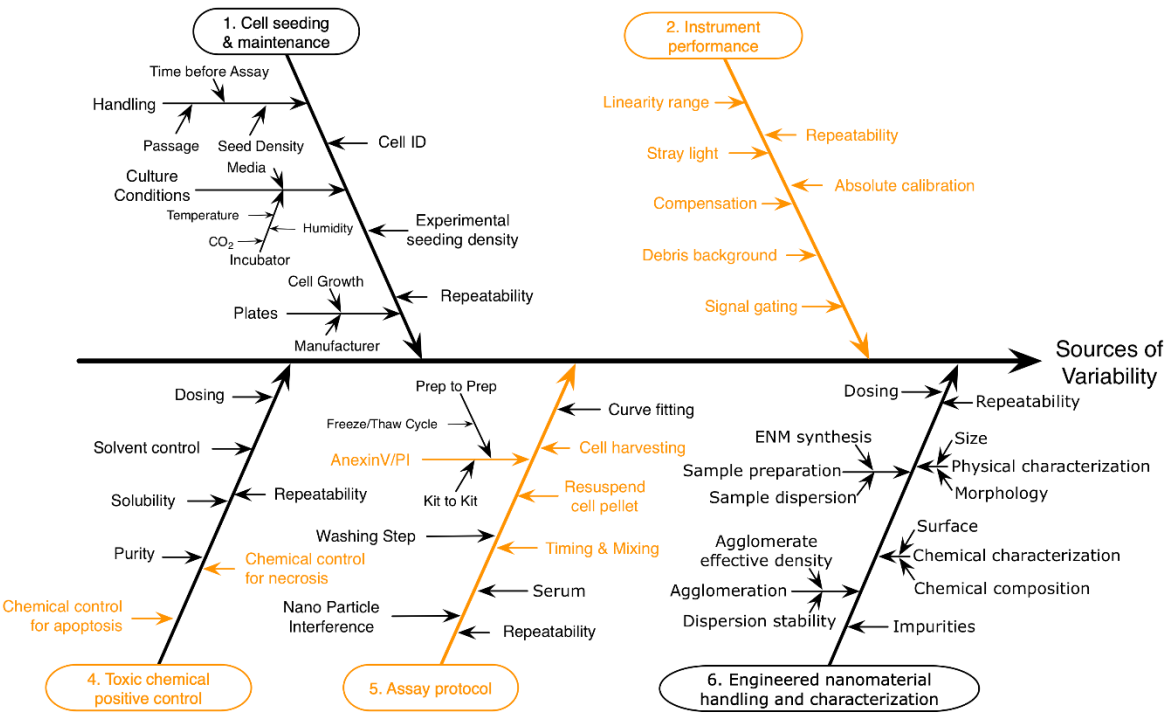 1. Cell seeding
& maintenance
Time before Assay
Handling
Passage
Seed Density
Cell ID
Media
Culture
Conditions
Temperature
Humidity
CO₂
Incubator
Experimental
seeding density
Cell Growth
Repeatability
Plates
Manufacturer
2. Instrument
performance
Linearity range
Repeatability
Stray light
Absolute calibration
Compensation
Debris background
Signal gating
Sources of
Variability
Dosing
Solvent control
Solubility
Repeatability
Purity
Chemical control
for necrosis
Chemical control
for apoptosis
4. Toxic chemical
positive control
Prep to Prep
Curve fitting
Freeze/Thaw Cycle
Cell harvesting
AnexinV/PI
Kit to Kit
Resuspend
cell pellet
Washing Step
Timing & Mixing
Serum
Nano Particle
Interference
Repeatability
5. Assay protocol
Dosing
Repeatability
ENM synthesis
Size
Sample preparation
Physical characterization
Sample dispersion
Morphology
Surface
Agglomerate
effective density
Chemical characterization
Agglomeration
Chemical composition
Dispersion stability
Impurities
6. Engineered nanomaterial
handling and characterization